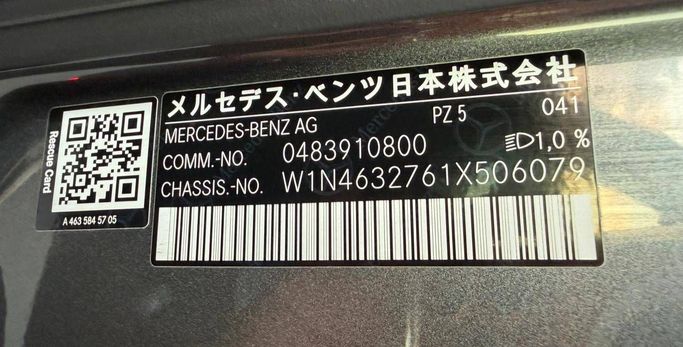 メルセデス・ベンツ日本株式会社
MERCEDES-BENZ AG PZ 5 041
COMM.-NO. 0483910800 1,0 %
CHASSIS.-NO. W1N4632761X506079
Rescue Card
A 463 584 57 05